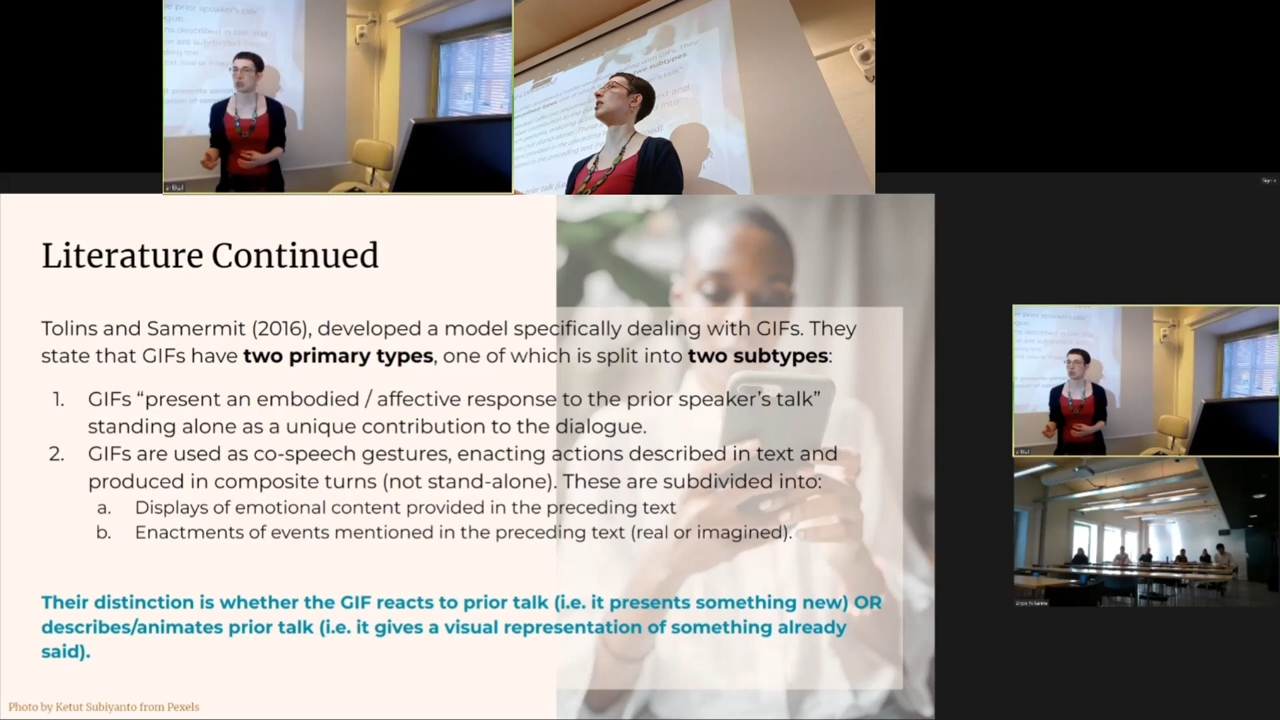 Literature Continued
Tolins and Samermit (2016), developed a model specifically dealing with GIFs. They
state that GIFs have two primary types, one of which is split into two subtypes:
1. GIFs “present an embodied / affective response to the prior speaker’s talk”
standing alone as a unique contribution to the dialogue.
2. GIFs are used as co-speech gestures, enacting actions described in text and
produced in composite turns (not stand-alone). These are subdivided into:
a. Displays of emotional content provided in the preceding text
b. Enactments of events mentioned in the preceding text (real or imagined).
Their distinction is whether the GIF reacts to prior talk (i.e. it presents something new) OR
describes/animates prior talk (i.e. it gives a visual representation of something already
said).
Photo by Ketut Subiyanto from Pexels